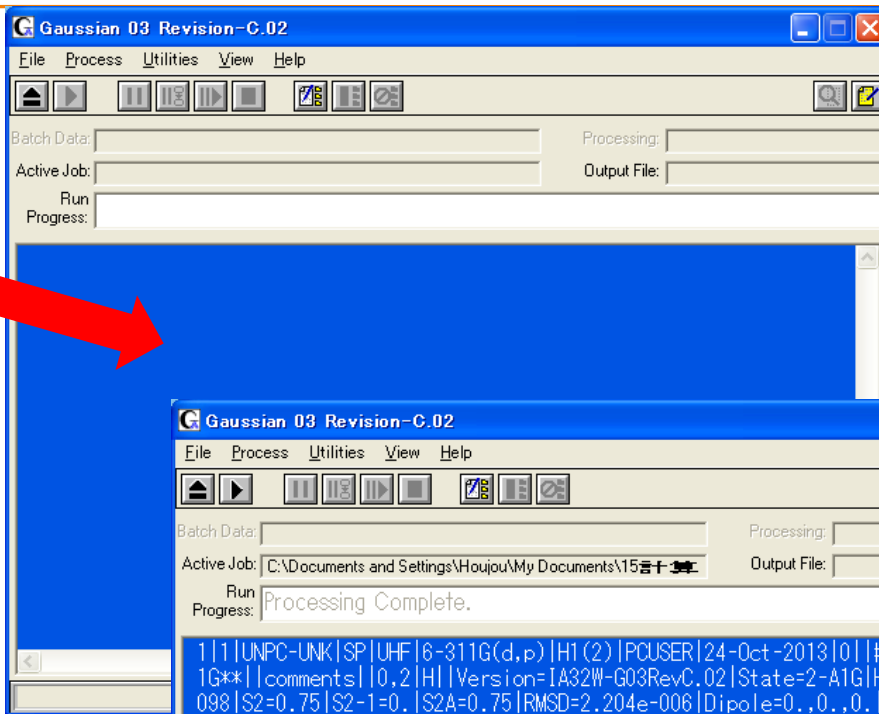 Gaussian 03 Revision-C.02
File Process Utilities View Help
Batch Data: Processing:
Active Job: Output File:
Run
Progress:
Gaussian 03 Revision-C.02
File Process Utilities View Help
Batch Data: Processing:
Active Job: C:\Documents and Settings\Houjou\My Documents\15計算 Output File:
Run
Progress: Processing Complete.
1|1|UNPC-UNK|SP|UHF|6-311G(d,p)|H1(2)|PCUSER|24-Oct-2013|0||#
1G**||comments||0,2|H||Version=IA32W-G03RevC.02|State=2-A1G|H
098|S2=0.75|S2-1=0.|S2A=0.75|RMSD=2.204e-006|Dipole=0.,0.,0.|